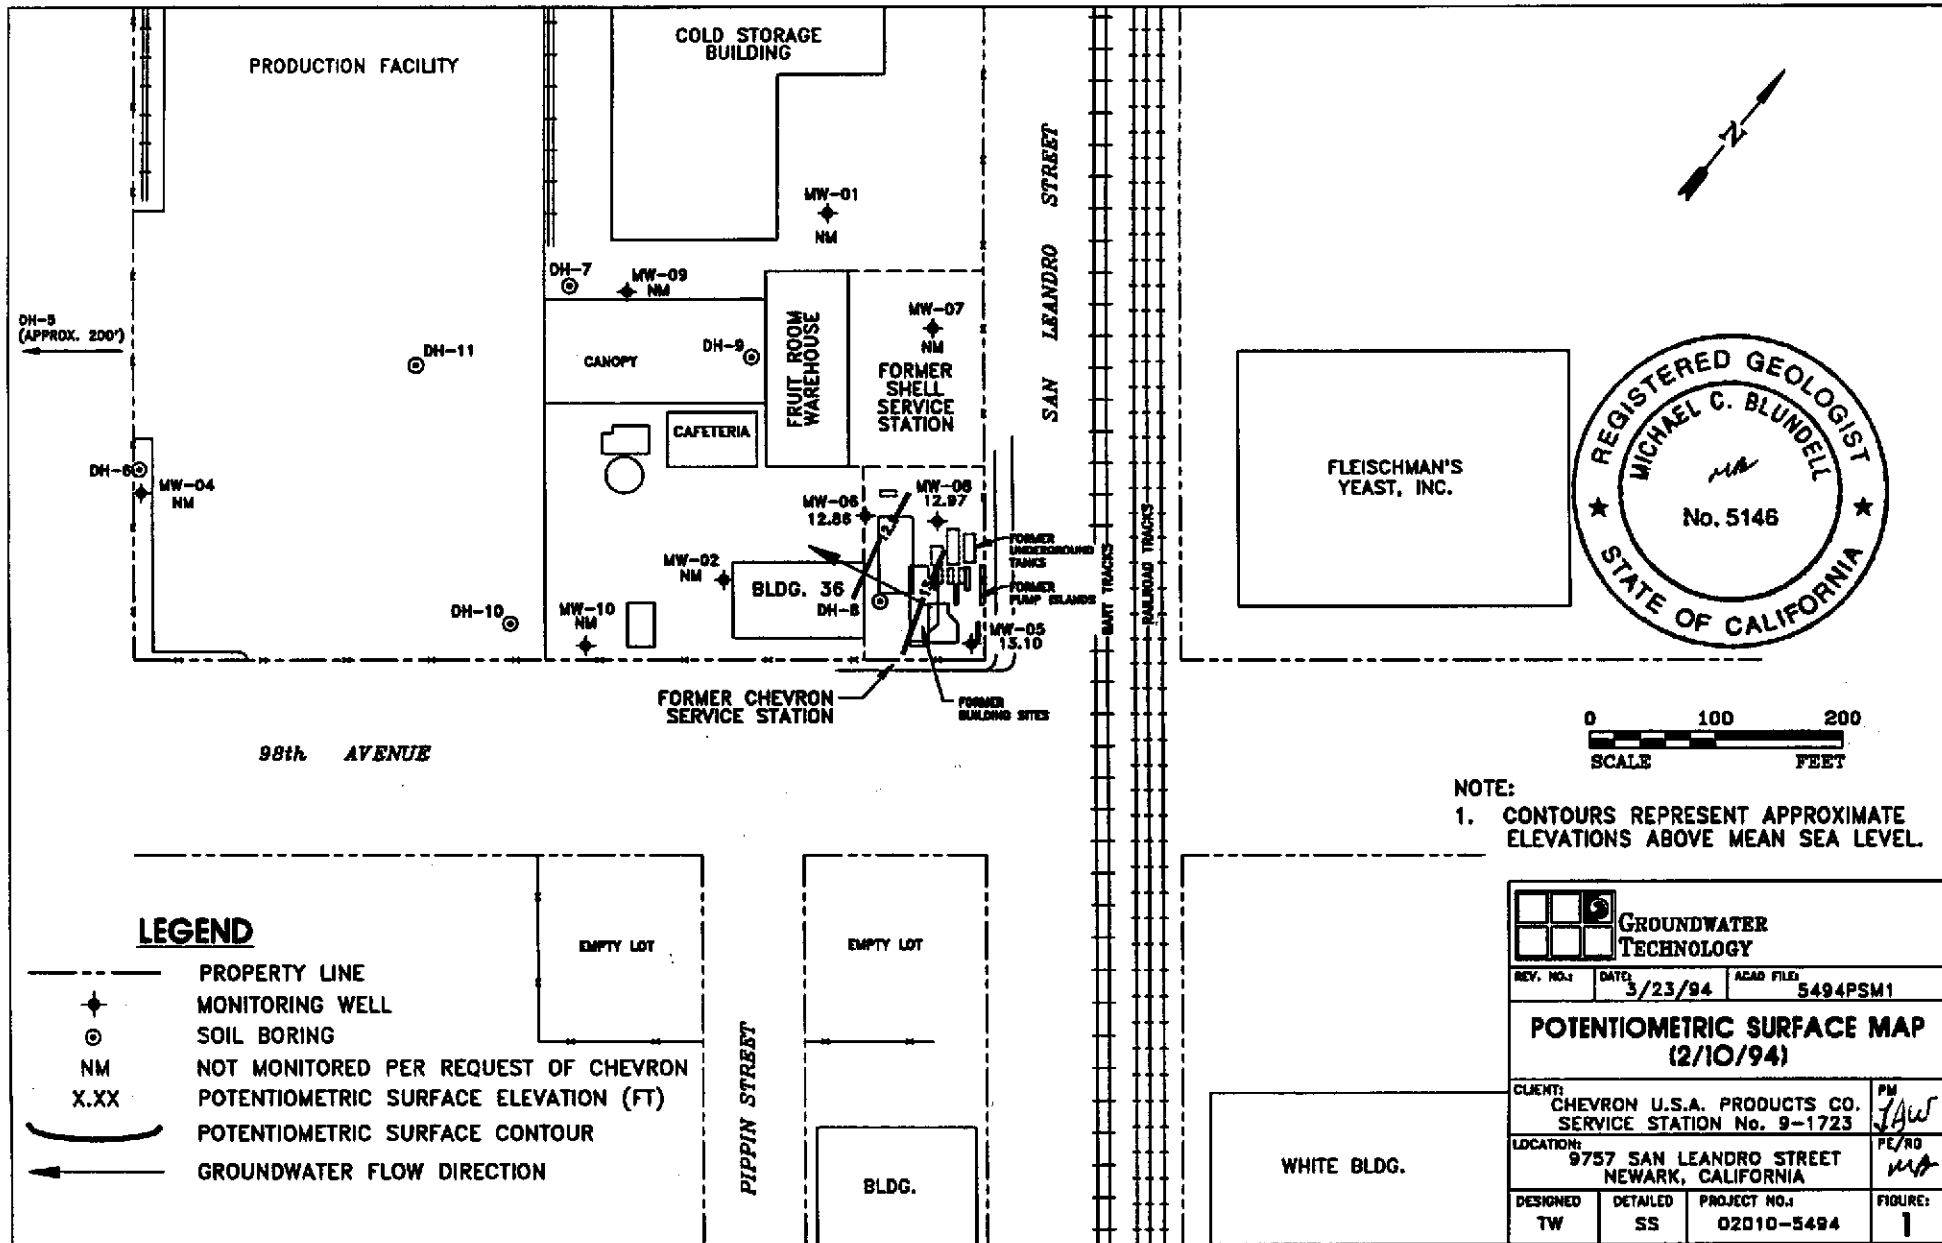 PRODUCTION FACILITY
COLD STORAGE
BUILDING
MW-01
NM
SAN LEANDRO STREET
N
DH-7
MW-09
NM
DH-5
(APPROX. 200')
DH-11
CANOPY
DH-9
FRUIT ROOM
WAREHOUSE
MW-07
NM
FORMER
SHELL
SERVICE
STATION
CAFETERIA
DH-6
MW-04
NM
MW-06
12.86
MW-08
12.97
FORMER
UNDERGROUND
TANKS
FORMER
PUMP ISLANDS
MW-02
NM
BLDG. 36
DH-8
DH-10
MW-10
NM
MW-05
13.10
FORMER CHEVRON
SERVICE STATION
FORMER
BUILDING SITES
BART TRACKS
RAILROAD TRACKS
FLEISCHMAN'S
YEAST, INC.
REGISTERED GEOLOGIST
MICHAEL C. BLUNDELL
No. 5146
STATE OF CALIFORNIA
98th AVENUE
0 100 200
SCALE FEET
NOTE:
1. CONTOURS REPRESENT APPROXIMATE
ELEVATIONS ABOVE MEAN SEA LEVEL.
EMPTY LOT
EMPTY LOT
PIPPIN STREET
BLDG.
WHITE BLDG.
LEGEND
PROPERTY LINE
MONITORING WELL
SOIL BORING
NM NOT MONITORED PER REQUEST OF CHEVRON
X.XX POTENTIOMETRIC SURFACE ELEVATION (FT)
POTENTIOMETRIC SURFACE CONTOUR
GROUNDWATER FLOW DIRECTION
GROUNDWATER
TECHNOLOGY
REV. NO.: DATE: 3/23/94 ACAD FILE: 5494PSM1
POTENTIOMETRIC SURFACE MAP
(2/10/94)
CLIENT:
CHEVRON U.S.A. PRODUCTS CO.
SERVICE STATION No. 9-1723
PM
JAW
LOCATION:
9757 SAN LEANDRO STREET
NEWARK, CALIFORNIA
PE/RG
DESIGNED
TW
DETAILED
SS
PROJECT NO.:
02010-5494
FIGURE:
1